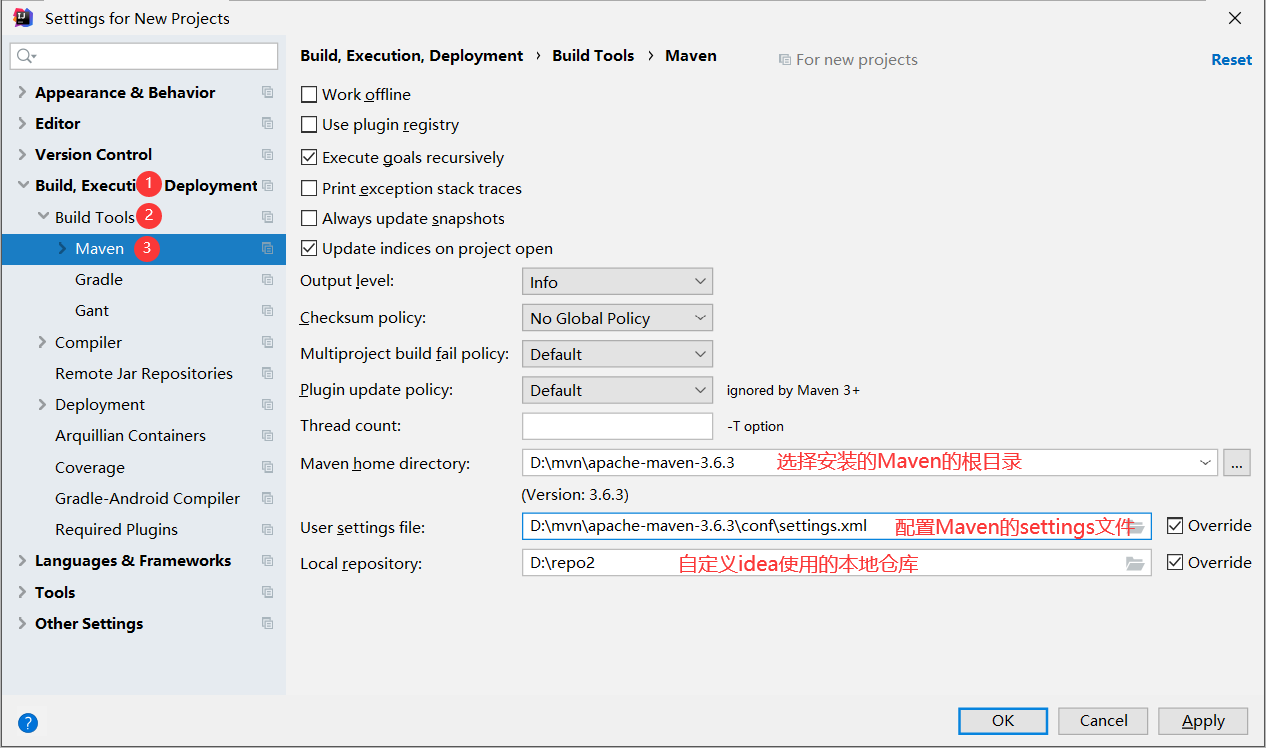 Settings for New Projects
Build, Execution, Deployment › Build Tools › Maven For new projects Reset
Appearance & Behavior
Editor
Version Control
Build, Executi 1 Deployment
Build Tools 2
Maven 3
Gradle
Gant
Compiler
Remote Jar Repositories
Deployment
Arquillian Containers
Coverage
Gradle-Android Compiler
Required Plugins
Languages & Frameworks
Tools
Other Settings
Work offline
Use plugin registry
Execute goals recursively
Print exception stack traces
Always update snapshots
Update indices on project open
Output level: Info
Checksum policy: No Global Policy
Multiproject build fail policy: Default
Plugin update policy: Default ignored by Maven 3+
Thread count: -T option
Maven home directory: D:\mvn\apache-maven-3.6.3 选择安装的Maven的根目录 ...
(Version: 3.6.3)
User settings file: D:\mvn\apache-maven-3.6.3\conf\settings.xml 配置Maven的settings文件 Override
Local repository: D:\repo2 自定义idea使用的本地仓库 Override
? OK Cancel Apply